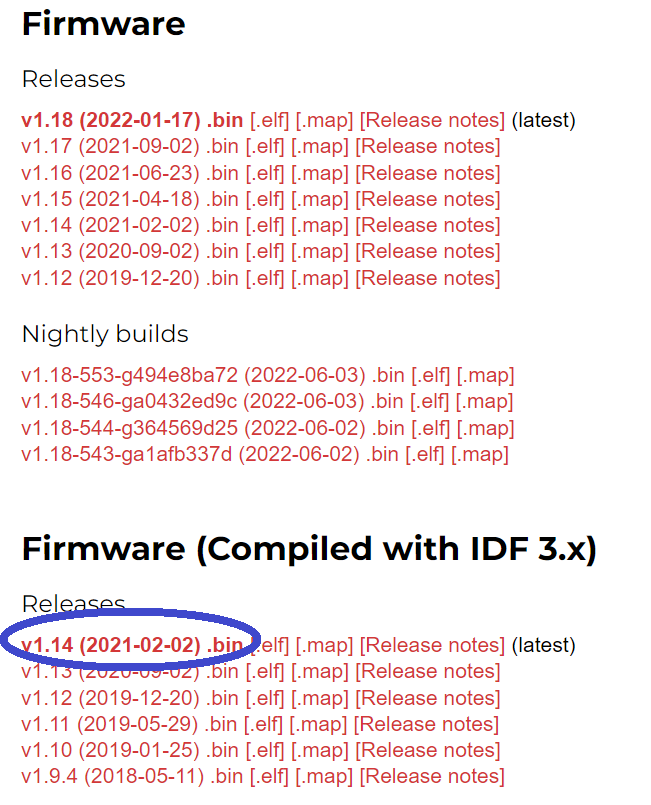 Firmware
Releases
v1.18 (2022-01-17) .bin [.elf] [.map] [Release notes] (latest)
v1.17 (2021-09-02) .bin [.elf] [.map] [Release notes]
v1.16 (2021-06-23) .bin [.elf] [.map] [Release notes]
v1.15 (2021-04-18) .bin [.elf] [.map] [Release notes]
v1.14 (2021-02-02) .bin [.elf] [.map] [Release notes]
v1.13 (2020-09-02) .bin [.elf] [.map] [Release notes]
v1.12 (2019-12-20) .bin [.elf] [.map] [Release notes]
Nightly builds
v1.18-553-g494e8ba72 (2022-06-03) .bin [.elf] [.map]
v1.18-546-ga0432ed9c (2022-06-03) .bin [.elf] [.map]
v1.18-544-g364569d25 (2022-06-02) .bin [.elf] [.map]
v1.18-543-ga1afb337d (2022-06-02) .bin [.elf] [.map]
Firmware (Compiled with IDF 3.x)
Releases
v1.14 (2021-02-02) .bin [.elf] [.map] [Release notes] (latest)
v1.13 (2020-09-02) .bin [.elf] [.map] [Release notes]
v1.12 (2019-12-20) .bin [.elf] [.map] [Release notes]
v1.11 (2019-05-29) .bin [.elf] [.map] [Release notes]
v1.10 (2019-01-25) .bin [.elf] [.map] [Release notes]
v1.9.4 (2018-05-11) .bin [.elf] [.map] [Release notes]